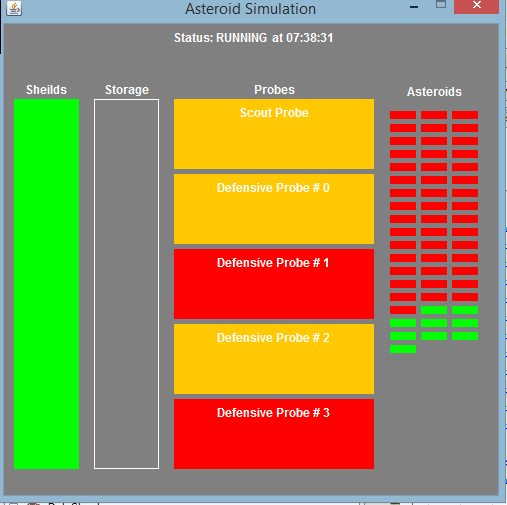 Asteroid Simulation
Status: RUNNING at 07:38:31
Sheilds
Storage
Probes
Asteroids
Scout Probe
Defensive Probe # 0
Defensive Probe # 1
Defensive Probe # 2
Defensive Probe # 3